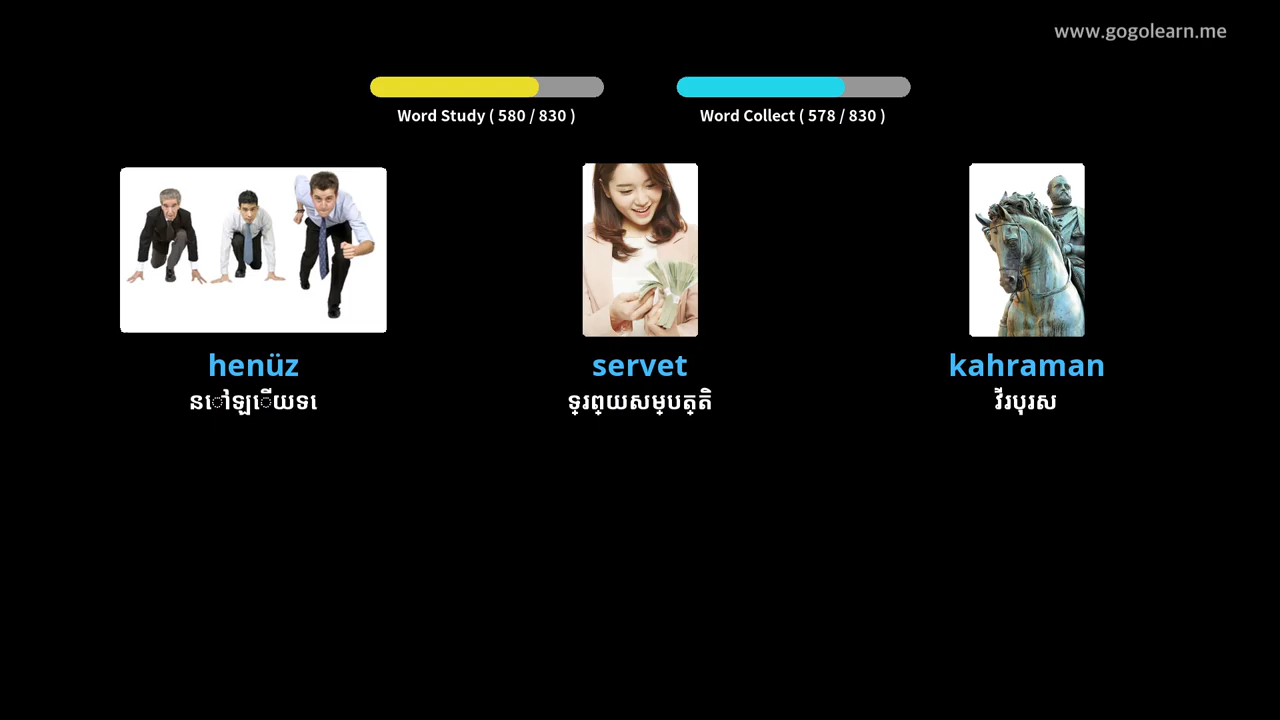 www.gogolearn.me
Word Study ( 580 / 830 )
Word Collect ( 578 / 830 )
henüz
servet
kahraman
នៅឡើយទេ
ទ្រព្យសម្បត្តិ
វីរបុរស